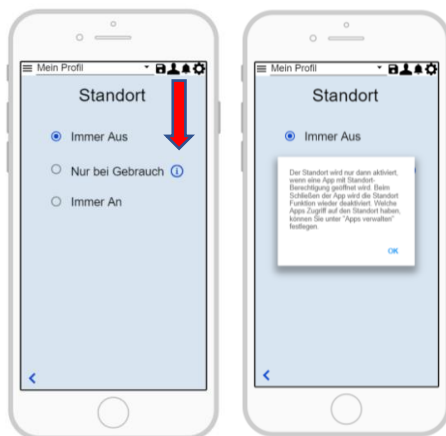 Mein Profil
Standort
Immer Aus
Nur bei Gebrauch
Immer An
Mein Profil
Standort
Immer Aus
Der Standort wird nur dann aktiviert,
wenn eine App mit Standort-
Berechtigung geöffnet wird. Beim
Schließen der App wird die Standort
Funktion wieder deaktiviert. Welche
Apps Zugriff auf den Standort haben,
können Sie unter "Apps verwalten"
festlegen.
OK